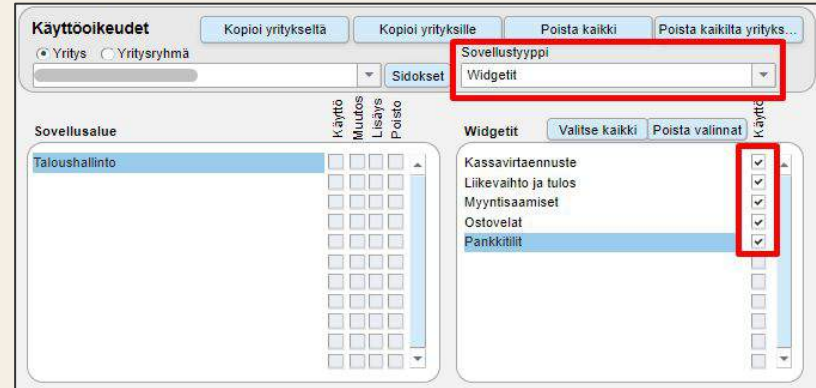 Käyttöoikeudet
Kopioi yritykseltä
Kopioi yrityksille
Poista kaikki
Poista kaikilta yrityks...
Yritys
Yritysryhmä
Sovellustyyppi
Sidokset
Widgetit
Sovellusalue
Käyttö
Muutos
Lisäys
Poisto
Widgetit
Valitse kaikki
Poista valinnat
Käyttö
Taloushallinto
Kassavirtaennuste
Liikevaihto ja tulos
Myyntisaamiset
Ostovelat
Pankkitilit